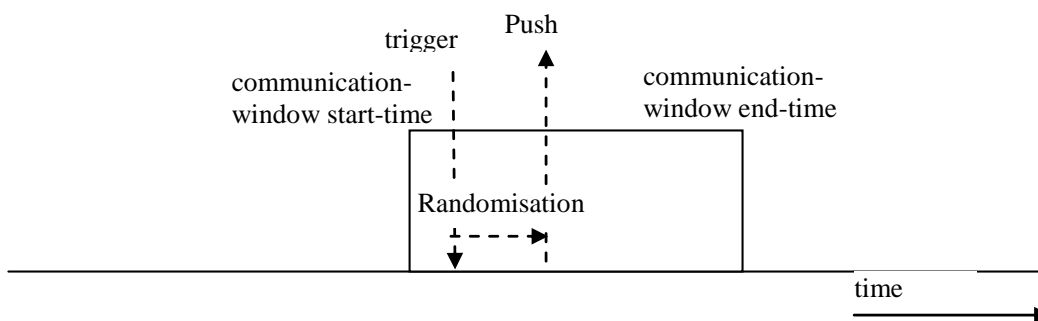 trigger
Push
communication-
window start-time
communication-
window end-time
Randomisation
time